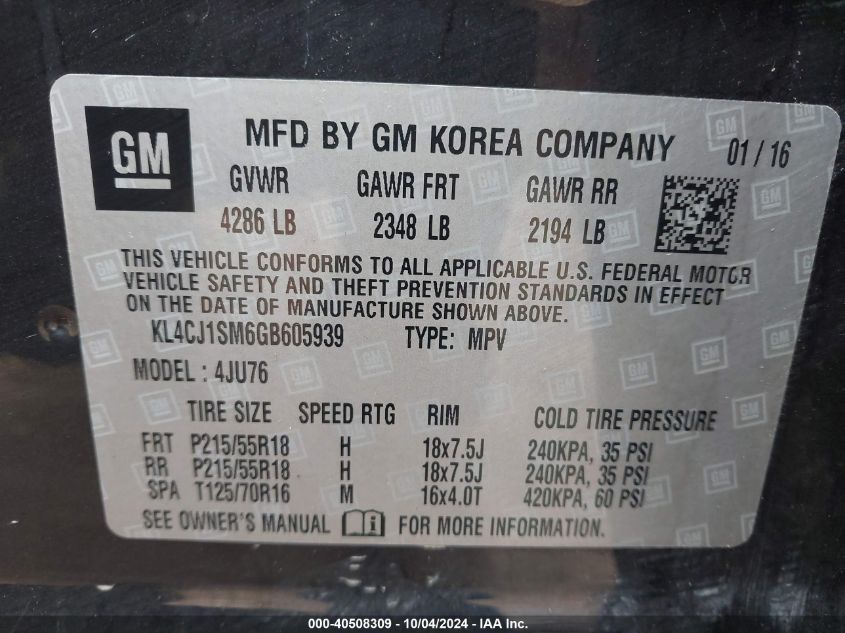 GM
MFD BY GM KOREA COMPANY 01 / 16
GVWR GAWR FRT GAWR RR
4286 LB 2348 LB 2194 LB
THIS VEHICLE CONFORMS TO ALL APPLICABLE U.S. FEDERAL MOTOR
VEHICLE SAFETY AND THEFT PREVENTION STANDARDS IN EFFECT
ON THE DATE OF MANUFACTURE SHOWN ABOVE.
KL4CJ1SM6GB605939 TYPE: MPV
MODEL : 4JU76
TIRE SIZE SPEED RTG RIM COLD TIRE PRESSURE
FRT P215/55R18 H 18x7.5J 240KPA, 35 PSI
RR P215/55R18 H 18x7.5J 240KPA, 35 PSI
SPA T125/70R16 M 16x4.0T 420KPA, 60 PSI
SEE OWNER'S MANUAL FOR MORE INFORMATION.
000-40508309 - 10/04/2024 - IAA Inc.